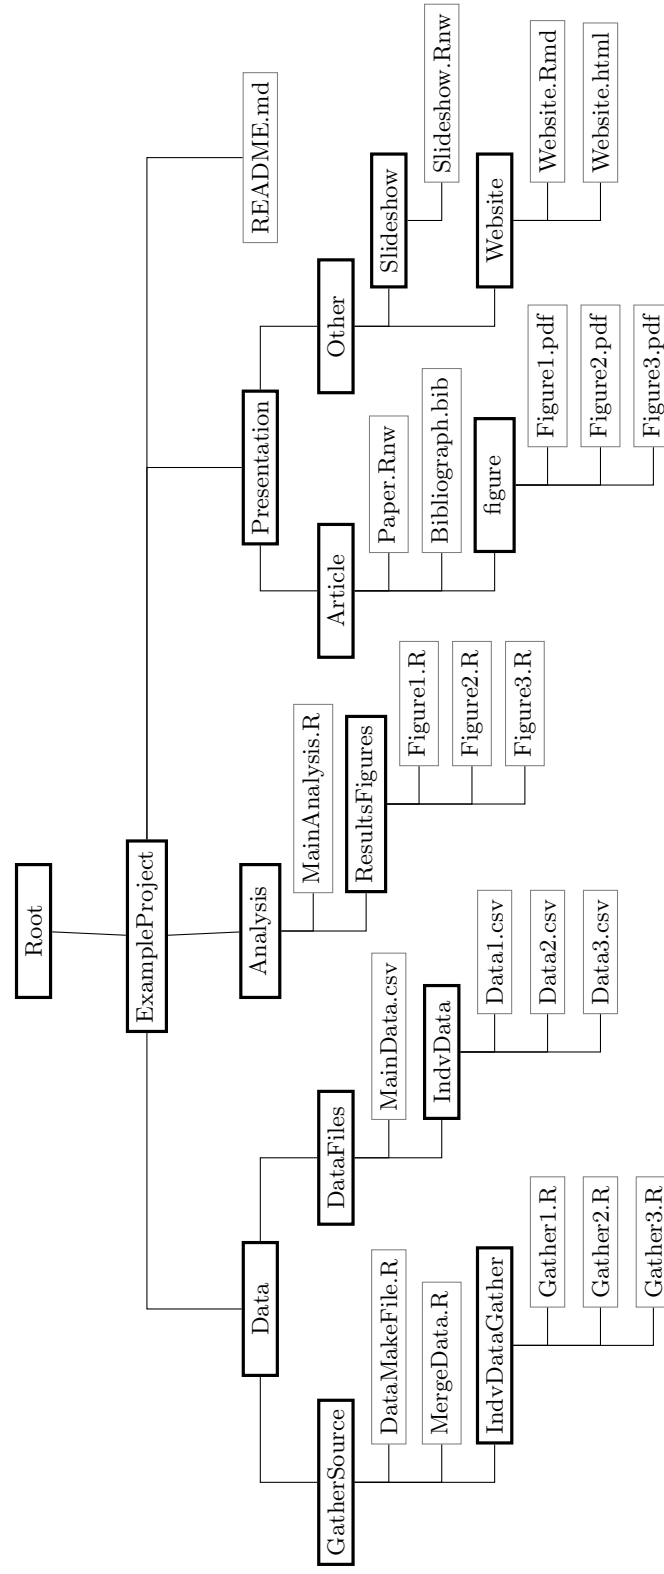 Root
ExampleProject
Data
Analysis
Presentation
README.md
GatherSource
DataMakeFile.R
MergeData.R
IndvDataGather
Gather1.R
Gather2.R
Gather3.R
DataFiles
MainData.csv
IndvData
Data1.csv
Data2.csv
Data3.csv
MainAnalysis.R
ResultsFigures
Figure1.R
Figure2.R
Figure3.R
Article
Paper.Rnw
Bibliograph.bib
figure
Figure1.pdf
Figure2.pdf
Figure3.pdf
Other
Slideshow
Slideshow.Rnw
Website
Website.Rmd
Website.html